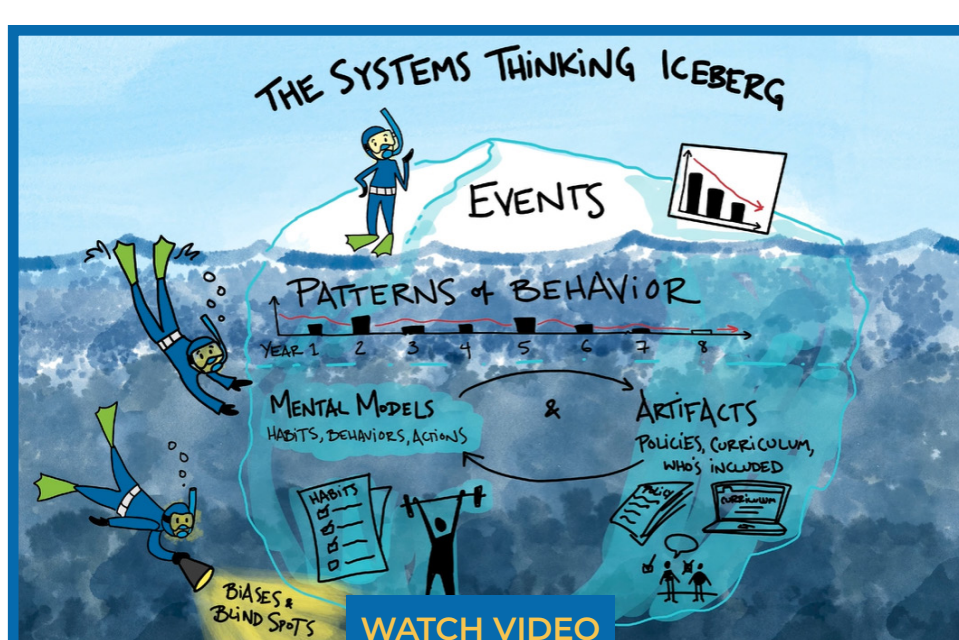 THE SYSTEMS THINKING ICEBERG
EVENTS
PATTERNS of BEHAVIOR
YEAR 1 2 3 4 5 6 7 8
MENTAL MODELS
HABITS, BEHAVIORS, ACTIONS
&
ARTIFACTS
POLICIES, CURRICULUM,
WHO'S INCLUDED
HABITS
CURRICULUM
BIASES &
BLIND SPOTS
WATCH VIDEO